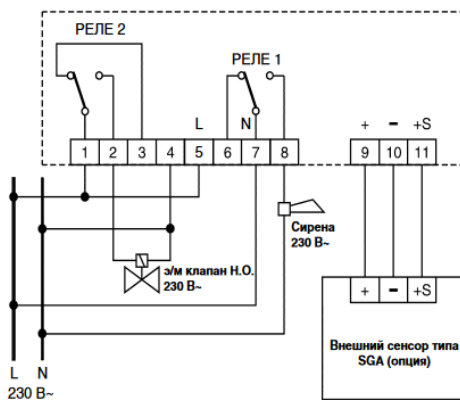 РЕЛЕ 2
РЕЛЕ 1
L
N
+
−
+S
1
2
3
4
5
6
7
8
9
10
11
Сирена
230 В~
э/м клапан Н.О.
230 В~
+
−
+S
Внешний сенсор типа
SGA (опция)
L
N
230 В~